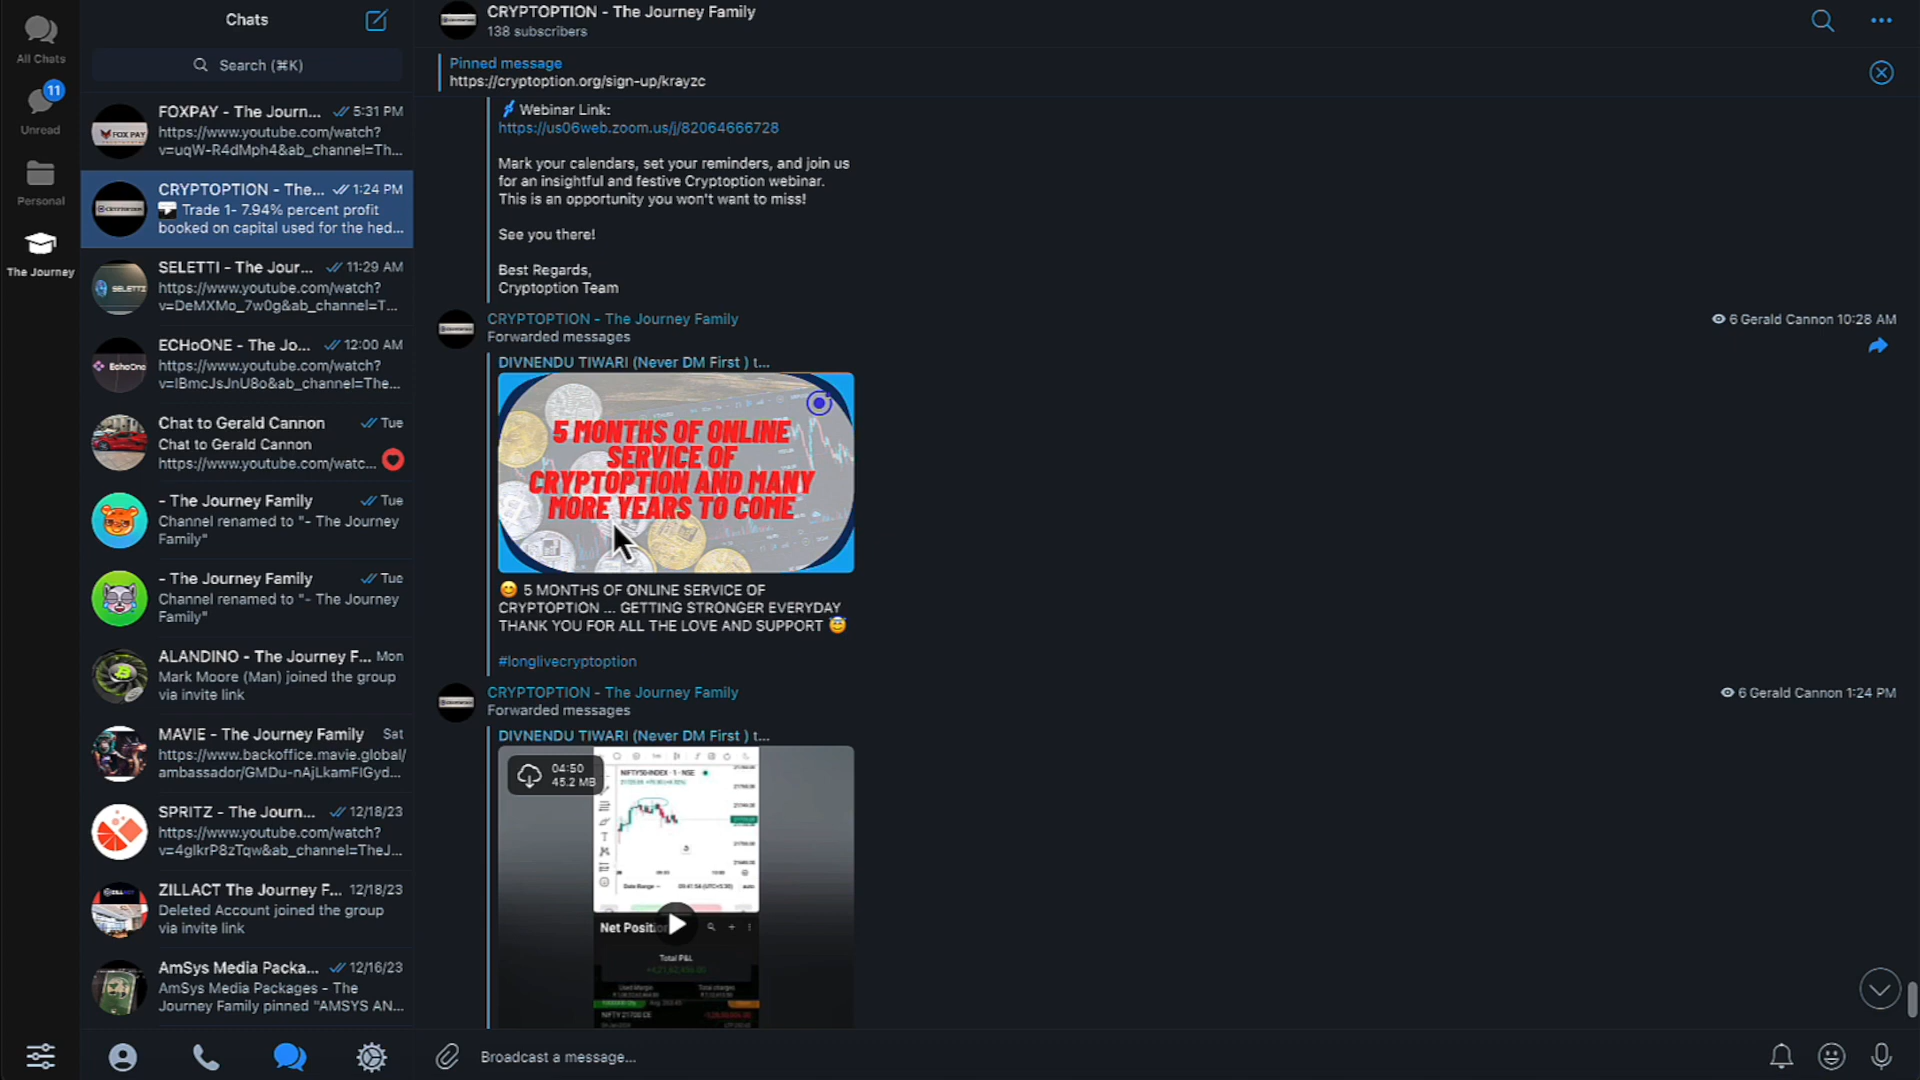 All Chats
11
Unread
Personal
The Journey
Chats
Search (⌘K)
FOXPAY - The Journ... 5:31 PM
https://www.youtube.com/watch?
v=uqW-R4dMph4&ab_channel=Th...
CRYPTOPTION - The... 1:24 PM
Trade 1- 7.94% percent profit
booked on capital used for the hed...
SELETTI - The Jour... 11:29 AM
https://www.youtube.com/watch?
v=DeMXMo_7w0g&ab_channel=T...
ECHoONE - The Jo... 12:00 AM
https://www.youtube.com/watch?
v=IBmcJsJnU8o&ab_channel=The...
Chat to Gerald Cannon Tue
Chat to Gerald Cannon
https://www.youtube.com/watc...
- The Journey Family Tue
Channel renamed to "- The Journey
Family"
- The Journey Family Tue
Channel renamed to "- The Journey
Family"
ALANDINO - The Journey F... Mon
Mark Moore (Man) joined the group
via invite link
MAVIE - The Journey Family Sat
https://www.backoffice.mavie.global/
ambassador/GMDu-nAjLkamFIGyd...
SPRITZ - The Journ... 12/18/23
https://www.youtube.com/watch?
v=4glkrP8zTqw&ab_channel=TheJ...
ZILLACT The Journey F... 12/18/23
Deleted Account joined the group
via invite link
AmSys Media Packa... 12/16/23
AmSys Media Packages - The
Journey Family pinned "AMSYS AN...
CRYPTOPTION - The Journey Family
138 subscribers
Pinned message
https://cryptoption.org/sign-up/krayzc
Webinar Link:
https://us06web.zoom.us/j/82064666728
Mark your calendars, set your reminders, and join us
for an insightful and festive Cryptoption webinar.
This is an opportunity you won't want to miss!
See you there!
Best Regards,
Cryptoption Team
CRYPTOPTION - The Journey Family
6 Gerald Cannon 10:28 AM
Forwarded messages
DIVNENDU TIWARI (Never DM First ) t...
5 MONTHS OF ONLINE
SERVICE OF
CRYPTOPTION AND MANY
MORE YEARS TO COME
5 MONTHS OF ONLINE SERVICE OF
CRYPTOPTION ... GETTING STRONGER EVERYDAY
THANK YOU FOR ALL THE LOVE AND SUPPORT
#longlivecryptoption
CRYPTOPTION - The Journey Family
6 Gerald Cannon 1:24 PM
Forwarded messages
DIVNENDU TIWARI (Never DM First ) t...
04:50
45.2 MB
NIFTY50-INDEX · 1 · NSE
Date Range
auto
Net Positi
Total P&L
Used Margin
Total charges
NIFTY 21700 CE
Broadcast a message...